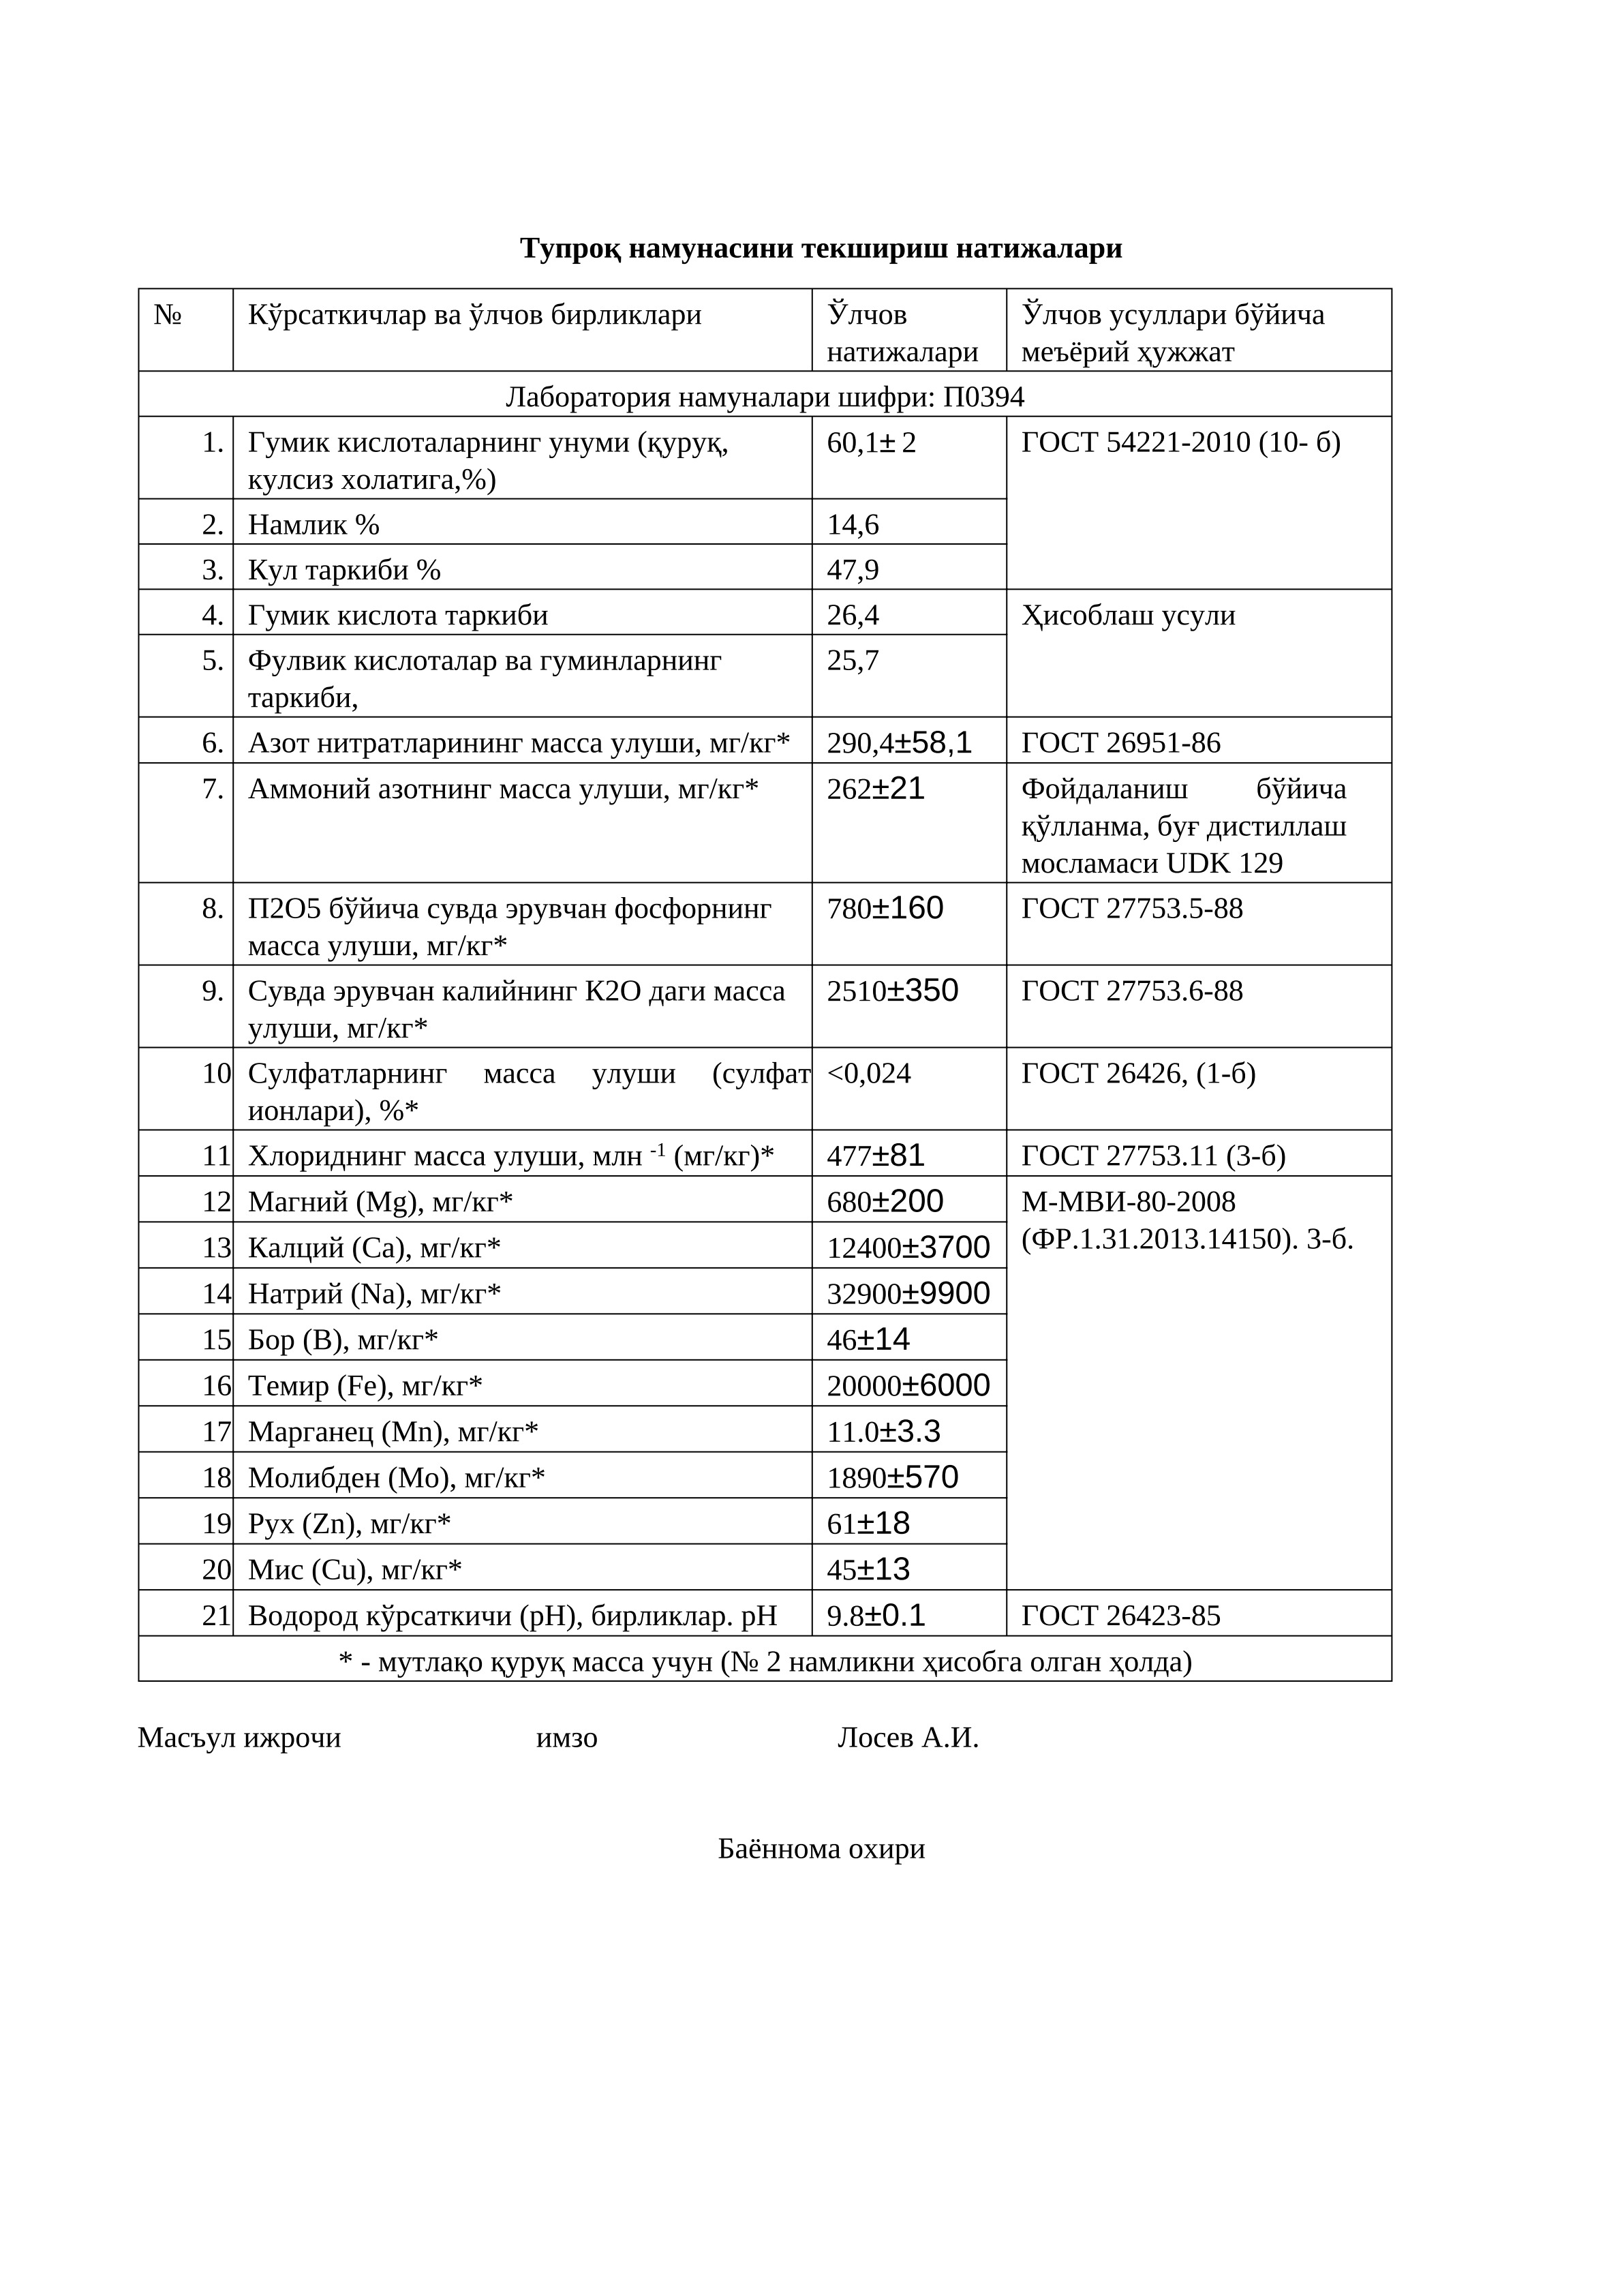 Тупроқ намунасини текшириш натижалари
№ Кўрсаткичлар ва ўлчов бирликлари Ўлчов Ўлчов усуллари бўйича
натижалари меъёрий ҳужжат
Лаборатория намуналари шифри: П0394
1. Гумик кислоталарнинг унуми (қуруқ, 60,1± 2 ГОСТ 54221-2010 (10- б)
кулсиз холатига,%)
2. Намлик % 14,6
3. Кул таркиби % 47,9
4. Гумик кислота таркиби 26,4 Ҳисоблаш усули
5. Фулвик кислоталар ва гуминларнинг 25,7
таркиби,
6. Азот нитратларининг масса улуши, мг/кг* 290,4±58,1 ГОСТ 26951-86
7. Аммоний азотнинг масса улуши, мг/кг* 262±21 Фойдаланиш бўйича
қўлланма, буғ дистиллаш
мосламаси UDK 129
8. П2О5 бўйича сувда эрувчан фосфорнинг 780±160 ГОСТ 27753.5-88
масса улуши, мг/кг*
9. Сувда эрувчан калийнинг К2О даги масса 2510±350 ГОСТ 27753.6-88
улуши, мг/кг*
10 Сулфатларнинг масса улуши (сулфат <0,024 ГОСТ 26426, (1-б)
ионлари), %*
11 Хлориднинг масса улуши, млн -1 (мг/кг)* 477±81 ГОСТ 27753.11 (3-б)
12 Магний (Mg), мг/кг* 680±200 М-МВИ-80-2008
(ФР.1.31.2013.14150). 3-б.
13 Калций (Ca), мг/кг* 12400±3700
14 Натрий (Na), мг/кг* 32900±9900
15 Бор (B), мг/кг* 46±14
16 Темир (Fe), мг/кг* 20000±6000
17 Марганец (Mn), мг/кг* 11.0±3.3
18 Молибден (Mo), мг/кг* 1890±570
19 Рух (Zn), мг/кг* 61±18
20 Мис (Cu), мг/кг* 45±13
21 Водород кўрсаткичи (pH), бирликлар. pH 9.8±0.1 ГОСТ 26423-85
* - мутлақо қуруқ масса учун (№ 2 намликни ҳисобга олган ҳолда)
Масъул ижрочи имзо Лосев А.И.
Баённома охири